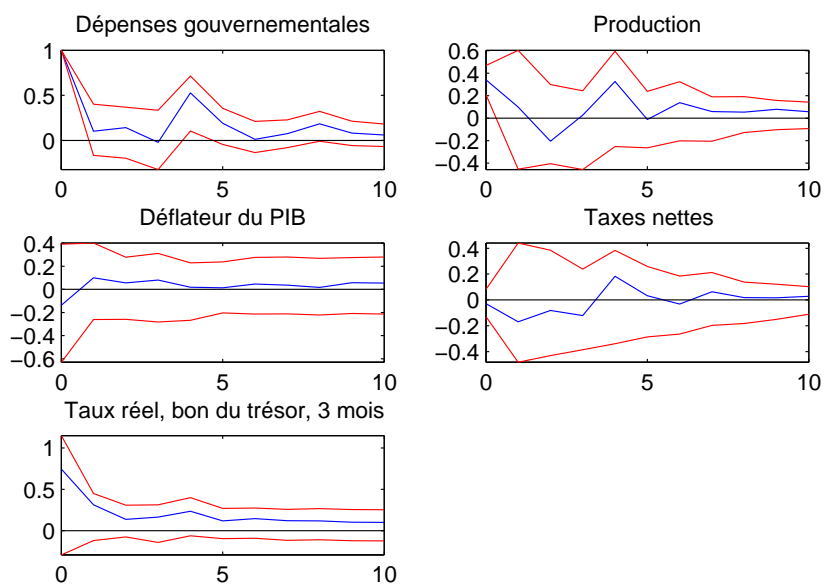 Dépenses gouvernementales
1
0.5
0
0 5 10
Production
0.6
0.4
0.2
0
−0.2
−0.4
0 5 10
Déflateur du PIB
0.4
0.2
0
−0.2
−0.4
−0.6
0 5 10
Taxes nettes
0.4
0.2
0
−0.2
−0.4
0 5 10
Taux réel, bon du trésor, 3 mois
1
0.5
0
0 5 10